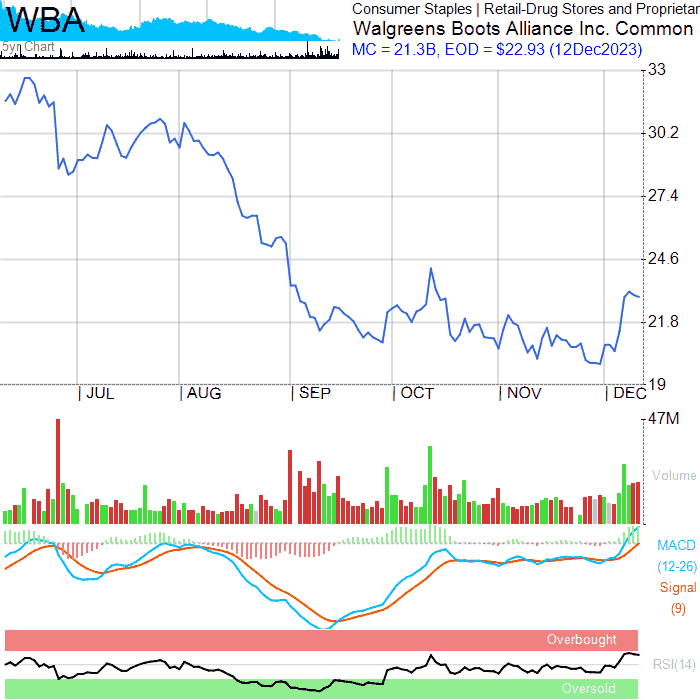 WBA
5yr Chart
Consumer Staples | Retail-Drug Stores and Proprietar
Walgreens Boots Alliance Inc. Common
MC = 21.3B, EOD = $22.93 (12Dec2023)
33
30.2
27.4
24.6
21.8
19
| JUL | AUG | SEP | OCT | NOV | DEC
47M
Volume
MACD
(12-26)
Signal
(9)
Overbought
RSI(14)
Oversold